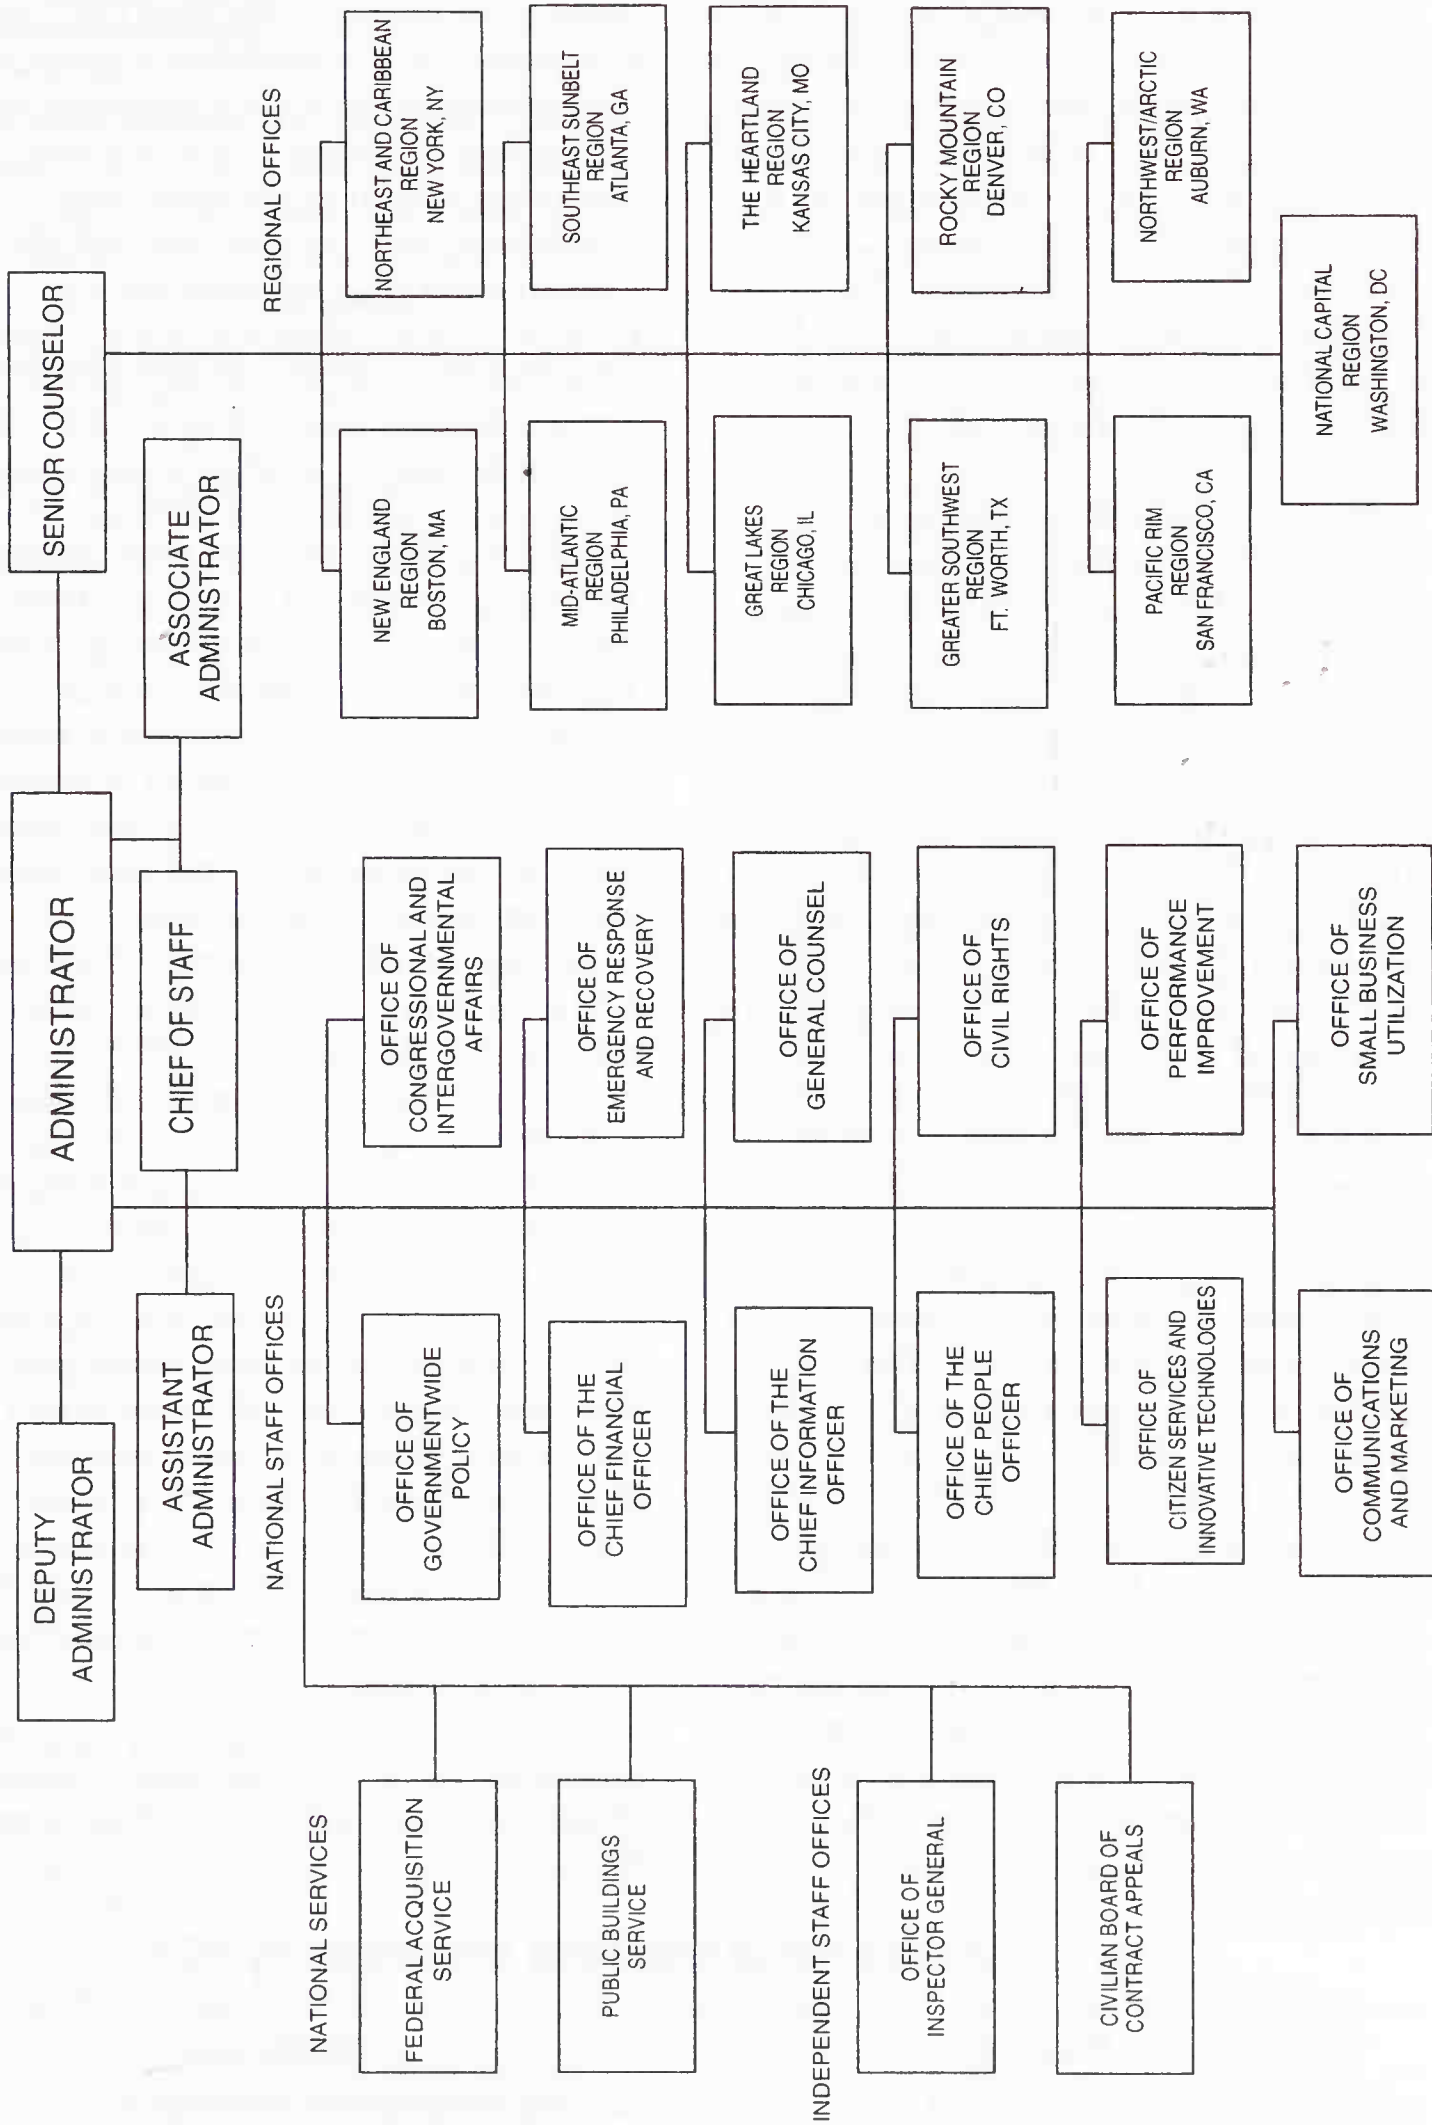 ADMINISTRATOR
DEPUTY
ADMINISTRATOR
SENIOR COUNSELOR
ASSISTANT
ADMINISTRATOR
CHIEF OF STAFF
ASSOCIATE
ADMINISTRATOR
NATIONAL SERVICES
FEDERAL ACQUISITION
SERVICE
PUBLIC BUILDINGS
SERVICE
INDEPENDENT STAFF OFFICES
OFFICE OF
INSPECTOR GENERAL
CIVILIAN BOARD OF
CONTRACT APPEALS
NATIONAL STAFF OFFICES
OFFICE OF
GOVERNMENTWIDE
POLICY
OFFICE OF
CONGRESSIONAL AND
INTERGOVERNMENTAL
AFFAIRS
OFFICE OF THE
CHIEF FINANCIAL
OFFICER
OFFICE OF
EMERGENCY RESPONSE
AND RECOVERY
OFFICE OF THE
CHIEF INFORMATION
OFFICER
OFFICE OF
GENERAL COUNSEL
OFFICE OF THE
CHIEF PEOPLE
OFFICER
OFFICE OF
CIVIL RIGHTS
OFFICE OF
CITIZEN SERVICES AND
INNOVATIVE TECHNOLOGIES
OFFICE OF
PERFORMANCE
IMPROVEMENT
OFFICE OF
COMMUNICATIONS
AND MARKETING
OFFICE OF
SMALL BUSINESS
UTILIZATION
REGIONAL OFFICES
NEW ENGLAND
REGION
BOSTON, MA
NORTHEAST AND CARIBBEAN
REGION
NEW YORK, NY
MID-ATLANTIC
REGION
PHILADELPHIA, PA
SOUTHEAST SUNBELT
REGION
ATLANTA, GA
GREAT LAKES
REGION
CHICAGO, IL
THE HEARTLAND
REGION
KANSAS CITY, MO
GREATER SOUTHWEST
REGION
FT. WORTH, TX
ROCKY MOUNTAIN
REGION
DENVER, CO
PACIFIC RIM
REGION
SAN FRANCISCO, CA
NORTHWEST/ARCTIC
REGION
AUBURN, WA
NATIONAL CAPITAL
REGION
WASHINGTON, DC